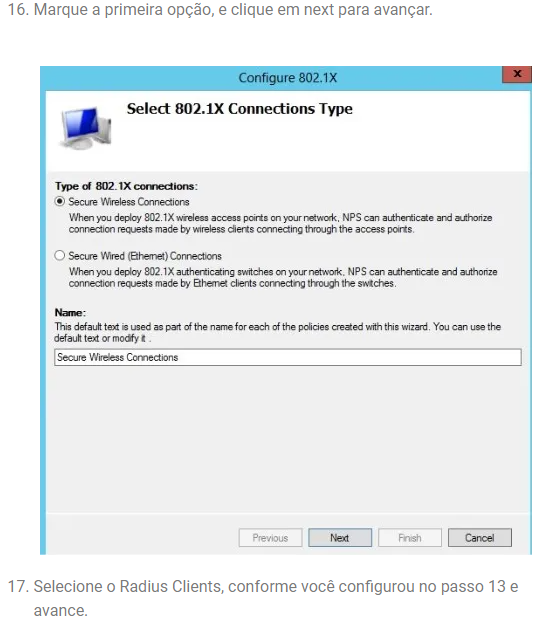 16. Marque a primeira opção, e clique em next para avançar.
Configure 802.1X
x
Select 802.1X Connections Type
Type of 802.1X connections:
Secure Wireless Connections
When you deploy 802.1X wireless access points on your network, NPS can authenticate and authorize
connection requests made by wireless clients connecting through the access points.
Secure Wired (Ethernet) Connections
When you deploy 802.1X authenticating switches on your network, NPS can authenticate and authorize
connection requests made by Ethernet clients connecting through the switches.
Name:
This default text is used as part of the name for each of the policies created with this wizard. You can use the
default text or modify it .
Secure Wireless Connections
Previous Next Finish Cancel
17. Selecione o Radius Clients, conforme você configurou no passo 13 e
avance.